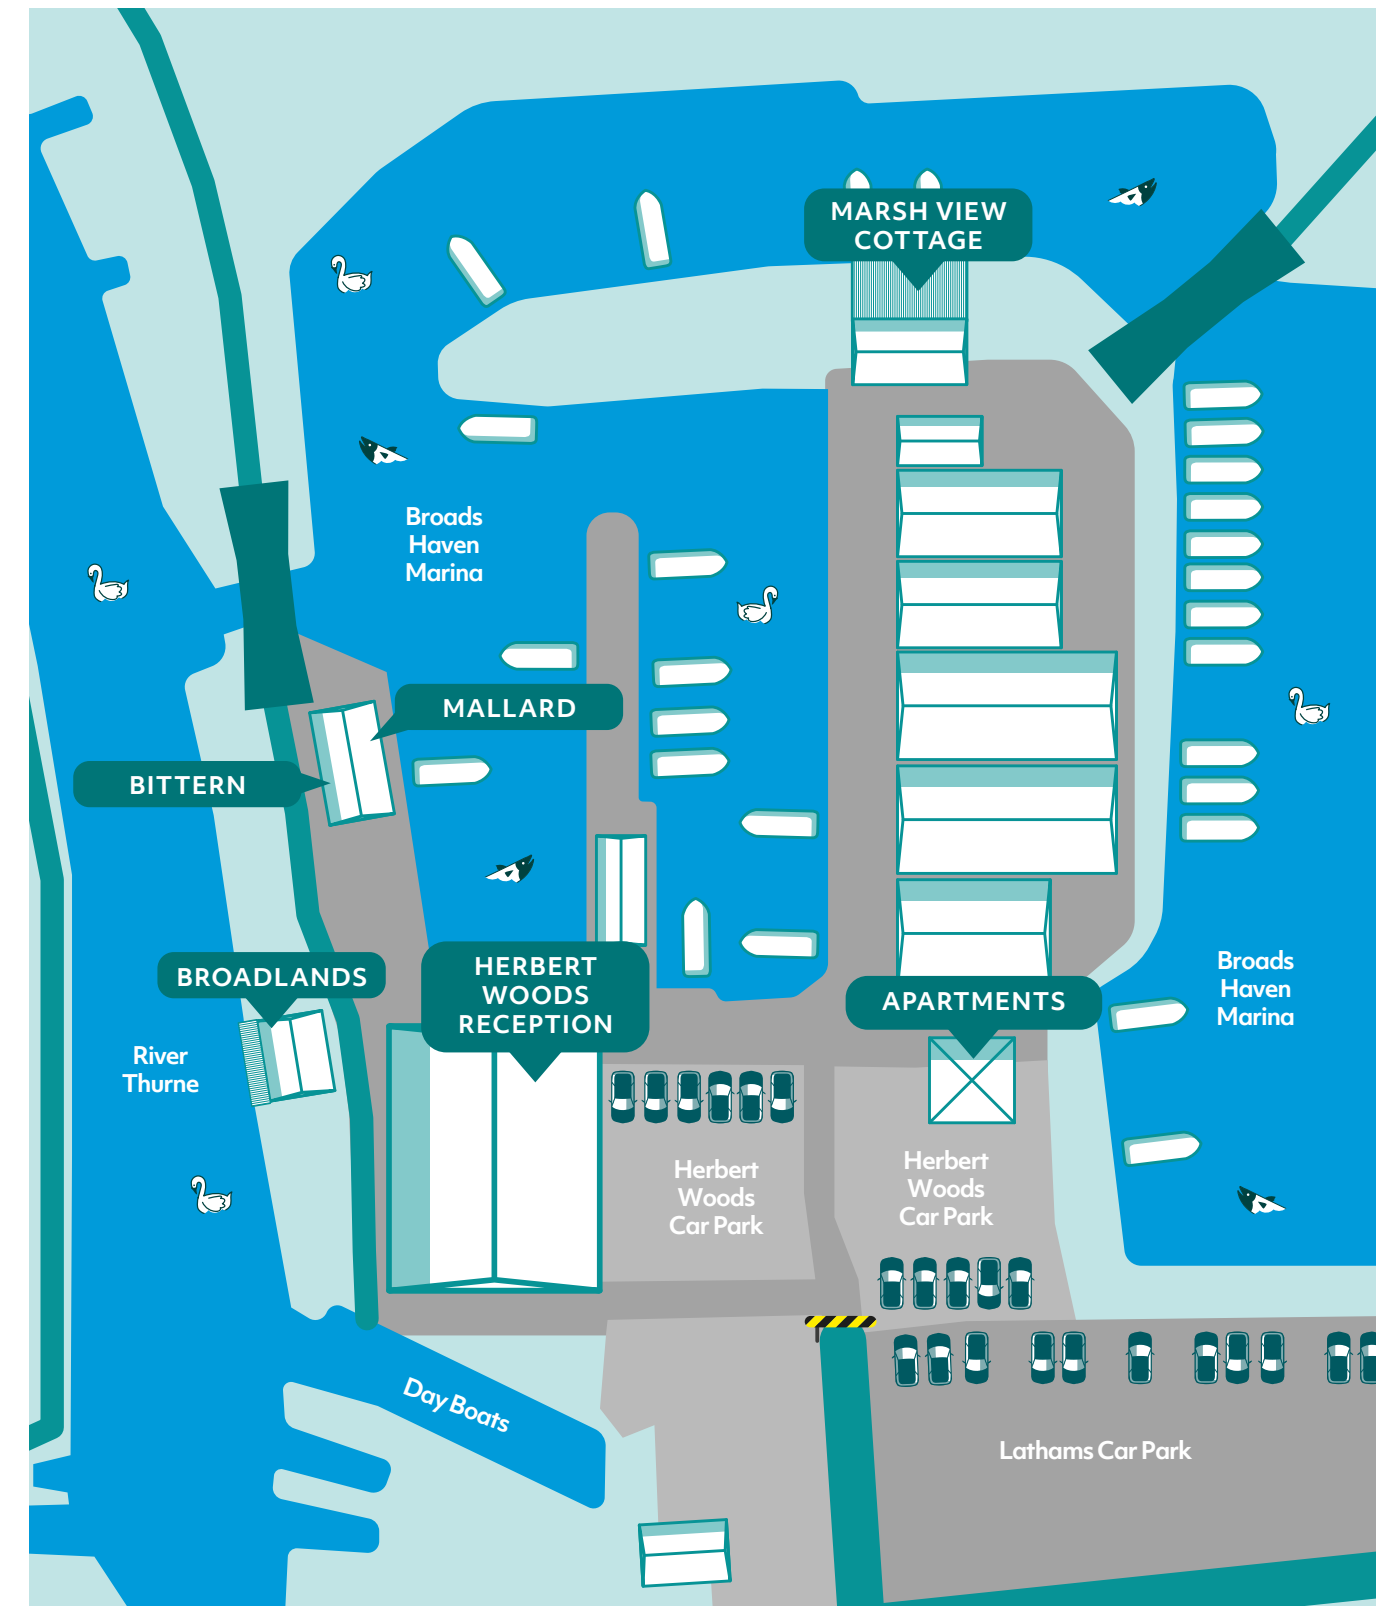 MARSH VIEW
COTTAGE
Broads
Haven
Marina
MALLARD
BITTERN
BROADLANDS
HERBERT
WOODS
RECEPTION
APARTMENTS
Broads
Haven
Marina
River
Thurne
Herbert
Woods
Car Park
Herbert
Woods
Car Park
Day Boats
Lathams Car Park